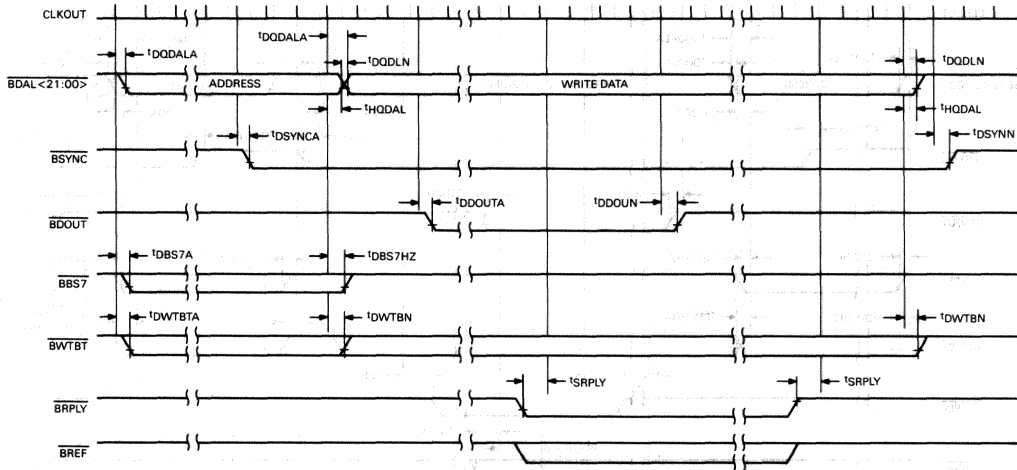 CLKOUT
tDQDALA
tDQDALA
tDQDLN
tDQDLN
BDAL<21:00>
ADDRESS
WRITE DATA
tHQDAL
tHQDAL
tDSYNCA
tDSYNN
BSYNC
BDOUT
tDDOUTA
tDDOUN
tDBS7A
tDBS7HZ
BBS7
tDWTBTA
tDWTBN
tDWTBN
BWTBT
tSRPLY
tSRPLY
BRPLY
BREF